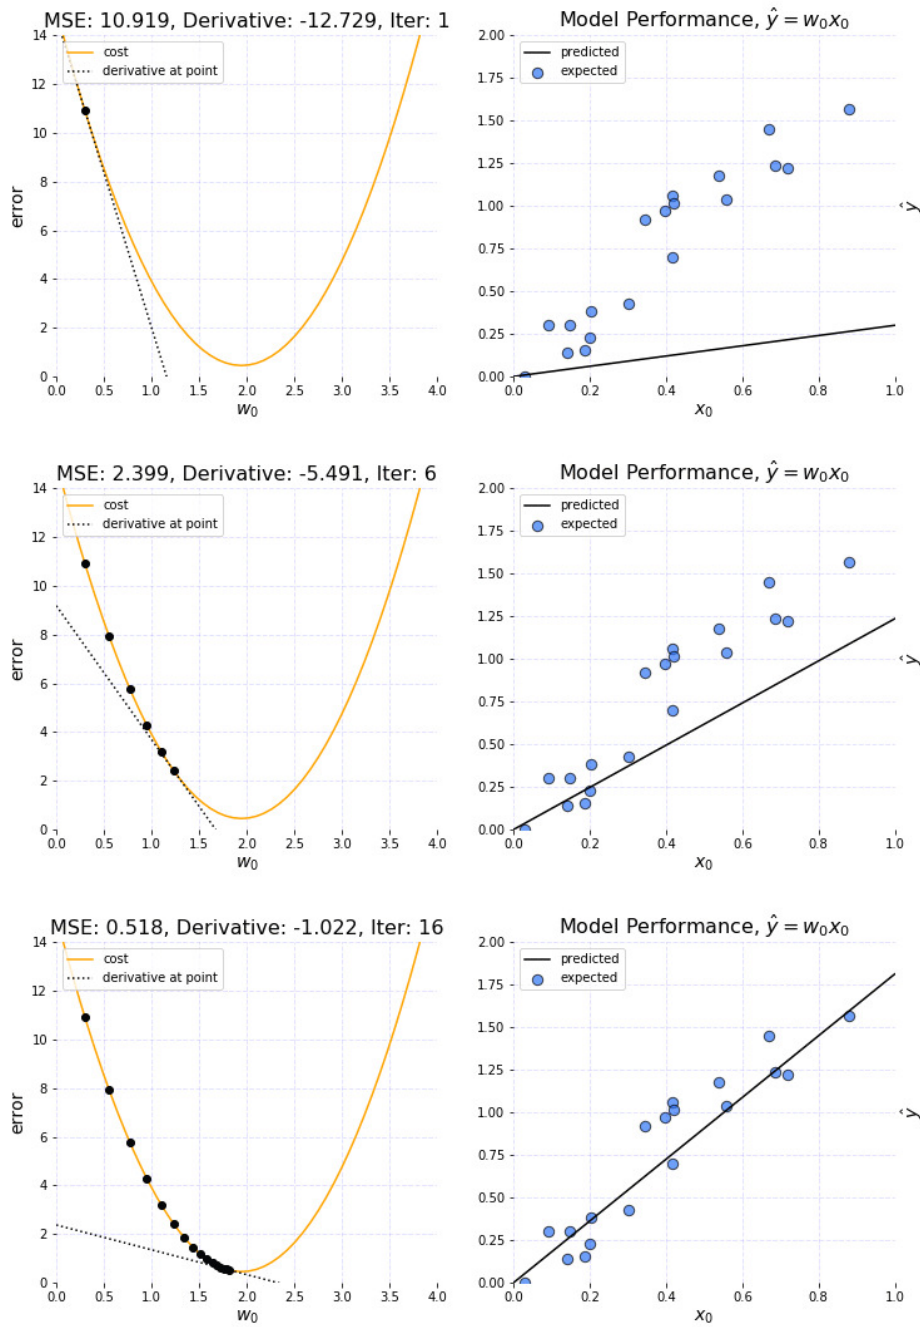 MSE: 10.919, Derivative: -12.729, Iter: 1
14
12
10
8
6
4
2
0
error
cost
derivative at point
0.0 0.5 1.0 1.5 2.0 2.5 3.0 3.5 4.0
w0
Model Performance, ŷ = w0x0
2.00
1.75
1.50
1.25
1.00
0.75
0.50
0.25
0.00
predicted
expected
ŷ
0.0 0.2 0.4 0.6 0.8 1.0
x0
MSE: 2.399, Derivative: -5.491, Iter: 6
14
12
10
8
6
4
2
0
error
cost
derivative at point
0.0 0.5 1.0 1.5 2.0 2.5 3.0 3.5 4.0
w0
Model Performance, ŷ = w0x0
2.00
1.75
1.50
1.25
1.00
0.75
0.50
0.25
0.00
predicted
expected
ŷ
0.0 0.2 0.4 0.6 0.8 1.0
x0
MSE: 0.518, Derivative: -1.022, Iter: 16
14
12
10
8
6
4
2
0
error
cost
derivative at point
0.0 0.5 1.0 1.5 2.0 2.5 3.0 3.5 4.0
w0
Model Performance, ŷ = w0x0
2.00
1.75
1.50
1.25
1.00
0.75
0.50
0.25
0.00
predicted
expected
ŷ
0.0 0.2 0.4 0.6 0.8 1.0
x0